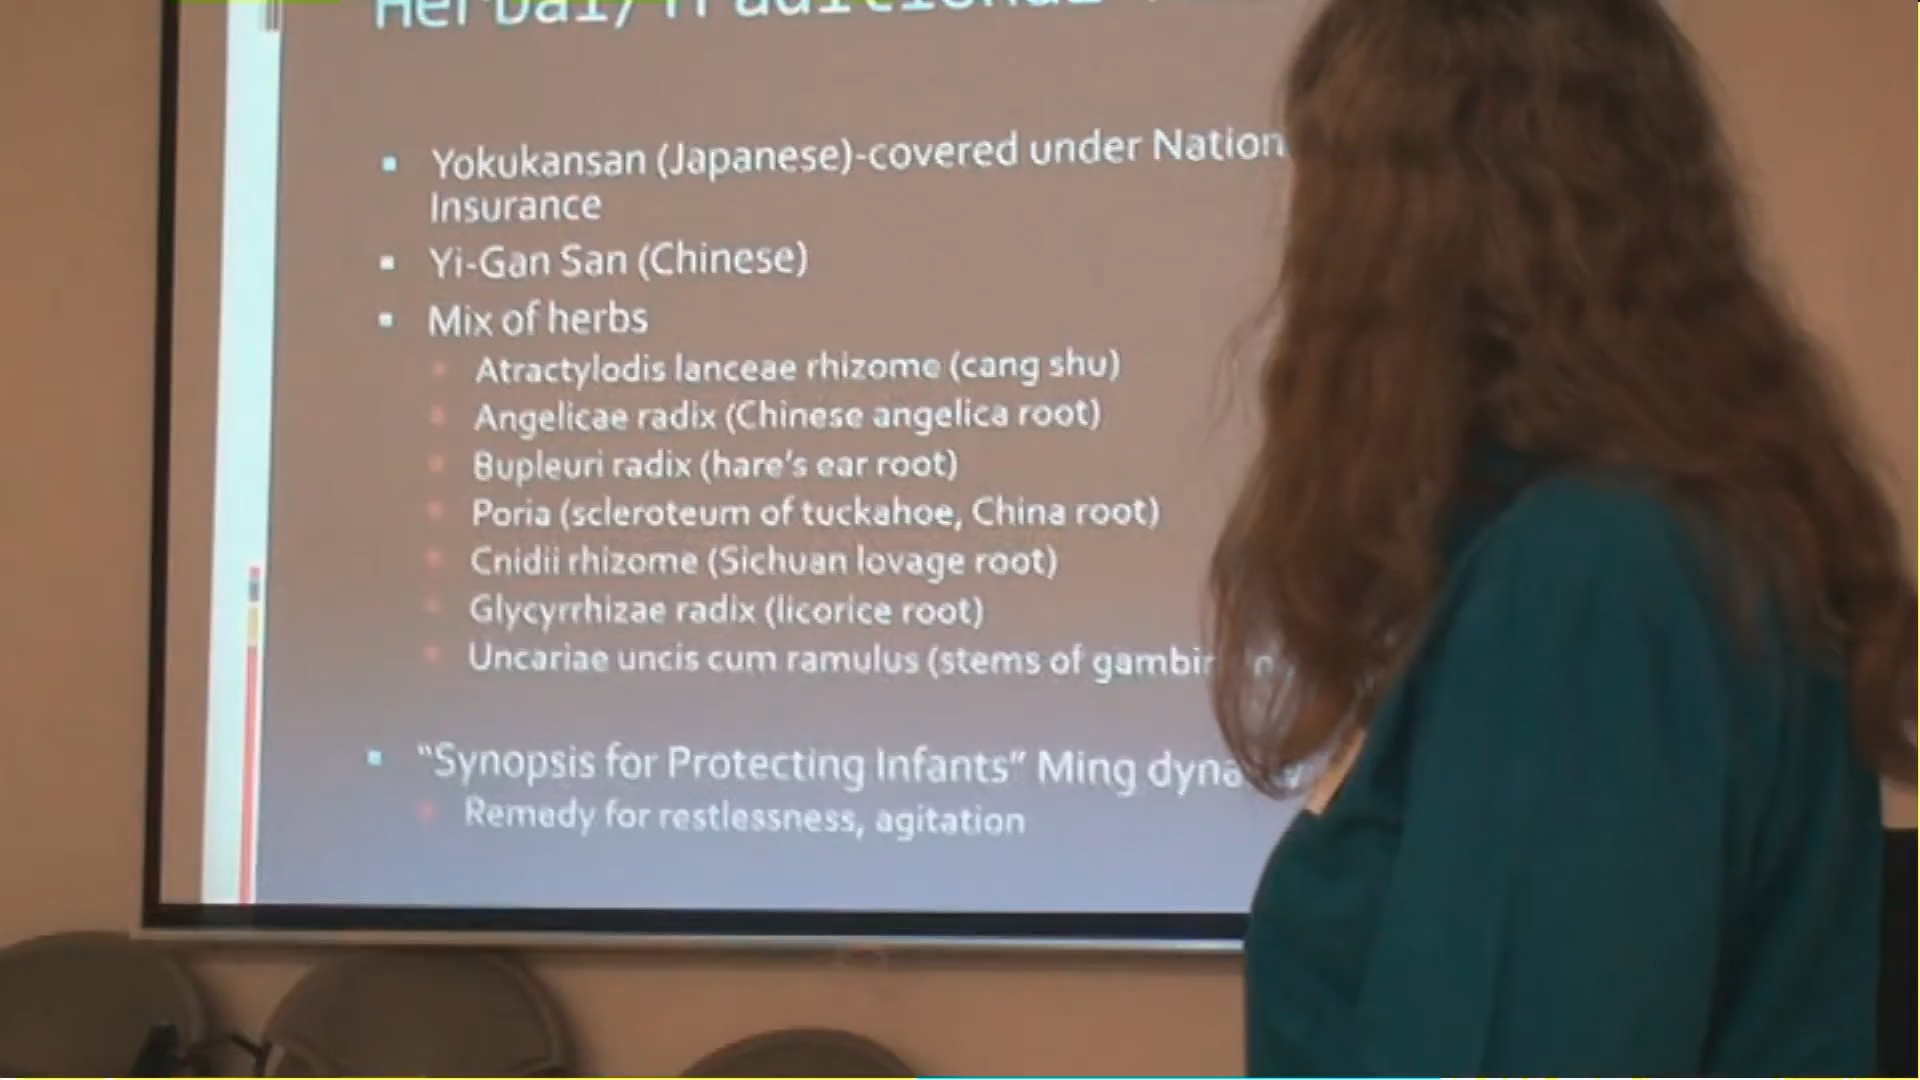 Herbal/Traditional
Yokukansan (Japanese)-covered under Nation
Insurance
Yi-Gan San (Chinese)
Mix of herbs
Atractylodis lanceae rhizome (cang shu)
Angelicae radix (Chinese angelica root)
Bupleuri radix (hare's ear root)
Poria (scleroteum of tuckahoe, China root)
Cnidii rhizome (Sichuan lovage root)
Glycyrrhizae radix (licorice root)
Uncariae uncis cum ramulus (stems of gambir
"Synopsis for Protecting Infants" Ming dyna
Remedy for restlessness, agitation